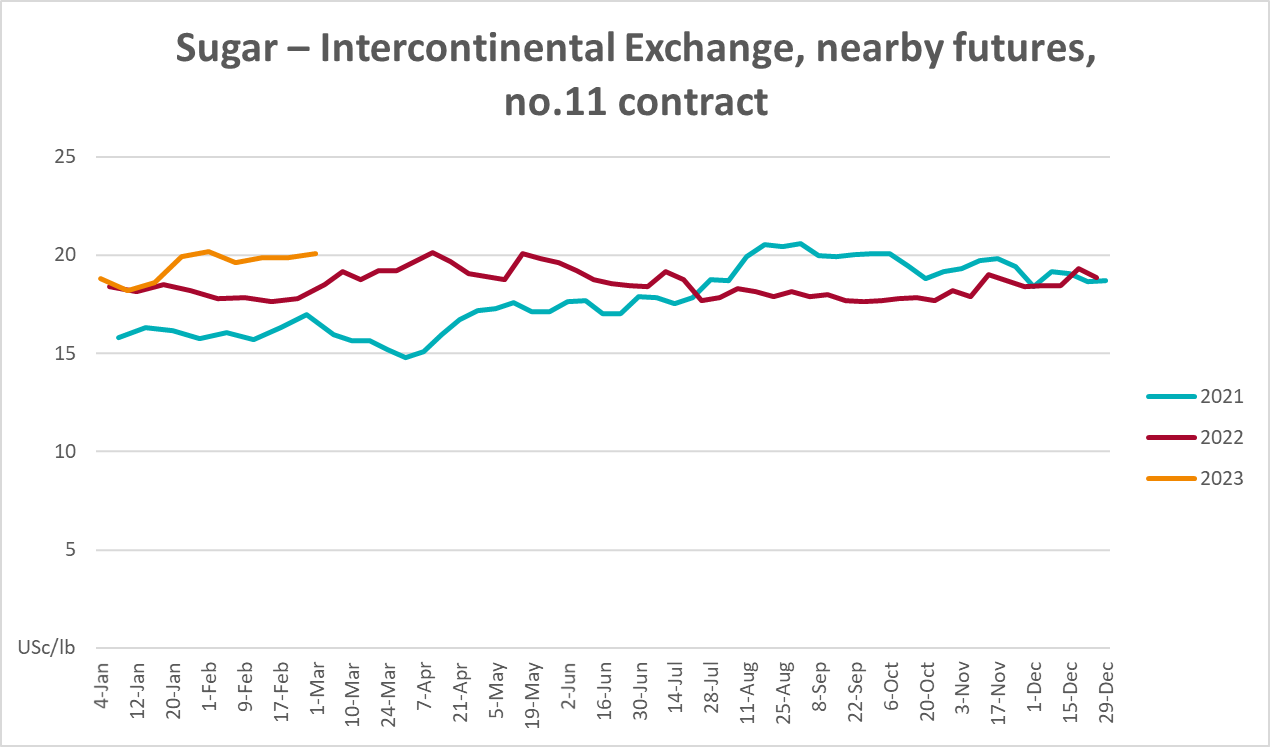 Sugar – Intercontinental Exchange, nearby futures,
no.11 contract
25
20
15
10
5
USc/lb
4-Jan
12-Jan
20-Jan
1-Feb
9-Feb
17-Feb
1-Mar
10-Mar
24-Mar
7-Apr
21-Apr
5-May
19-May
2-Jun
16-Jun
30-Jun
14-Jul
28-Jul
11-Aug
25-Aug
8-Sep
22-Sep
6-Oct
20-Oct
3-Nov
17-Nov
1-Dec
15-Dec
29-Dec
2021
2022
2023